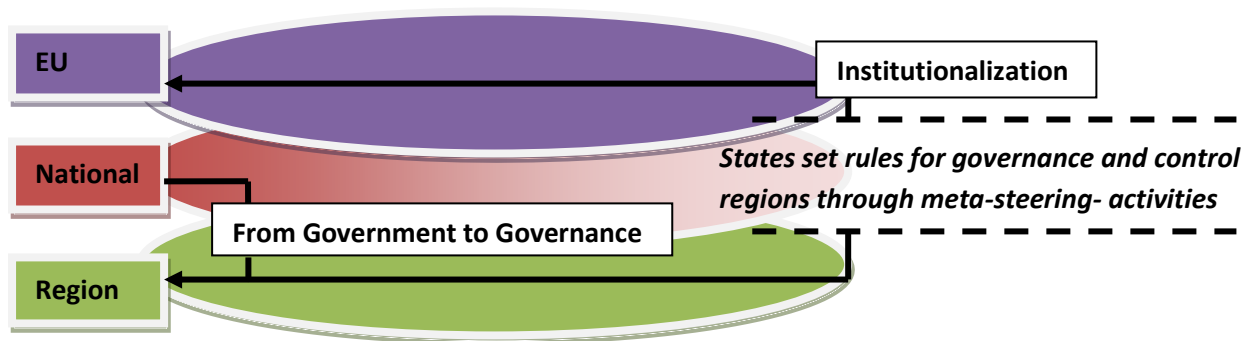 EU
Institutionalization
National
States set rules for governance and control
regions through meta-steering- activities
From Government to Governance
Region